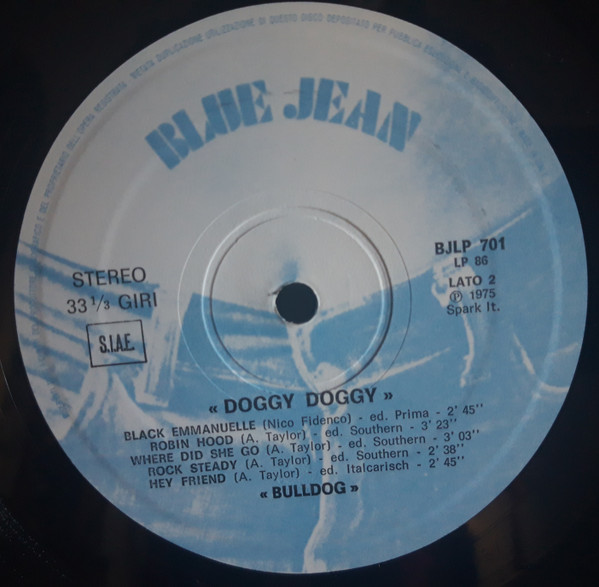 BLUE JEAN
STEREO
33 1/3 GIRI
S.I.A.E.
BJLP 701
LP 86
LATO 2
℗ 1975
Spark It.
« DOGGY DOGGY »
BLACK EMMANUELLE (Nico Fidenco) - ed. Prima - 2' 45''
ROBIN HOOD (A. Taylor) - ed. Southern - 3' 23''
WHERE DID SHE GO (A. Taylor) - ed. Southern - 3' 03''
ROCK STEADY (A. Taylor) - ed. Southern - 2' 38''
HEY FRIEND (A. Taylor) - ed. Italcarisch - 2' 45''
« BULLDOG »